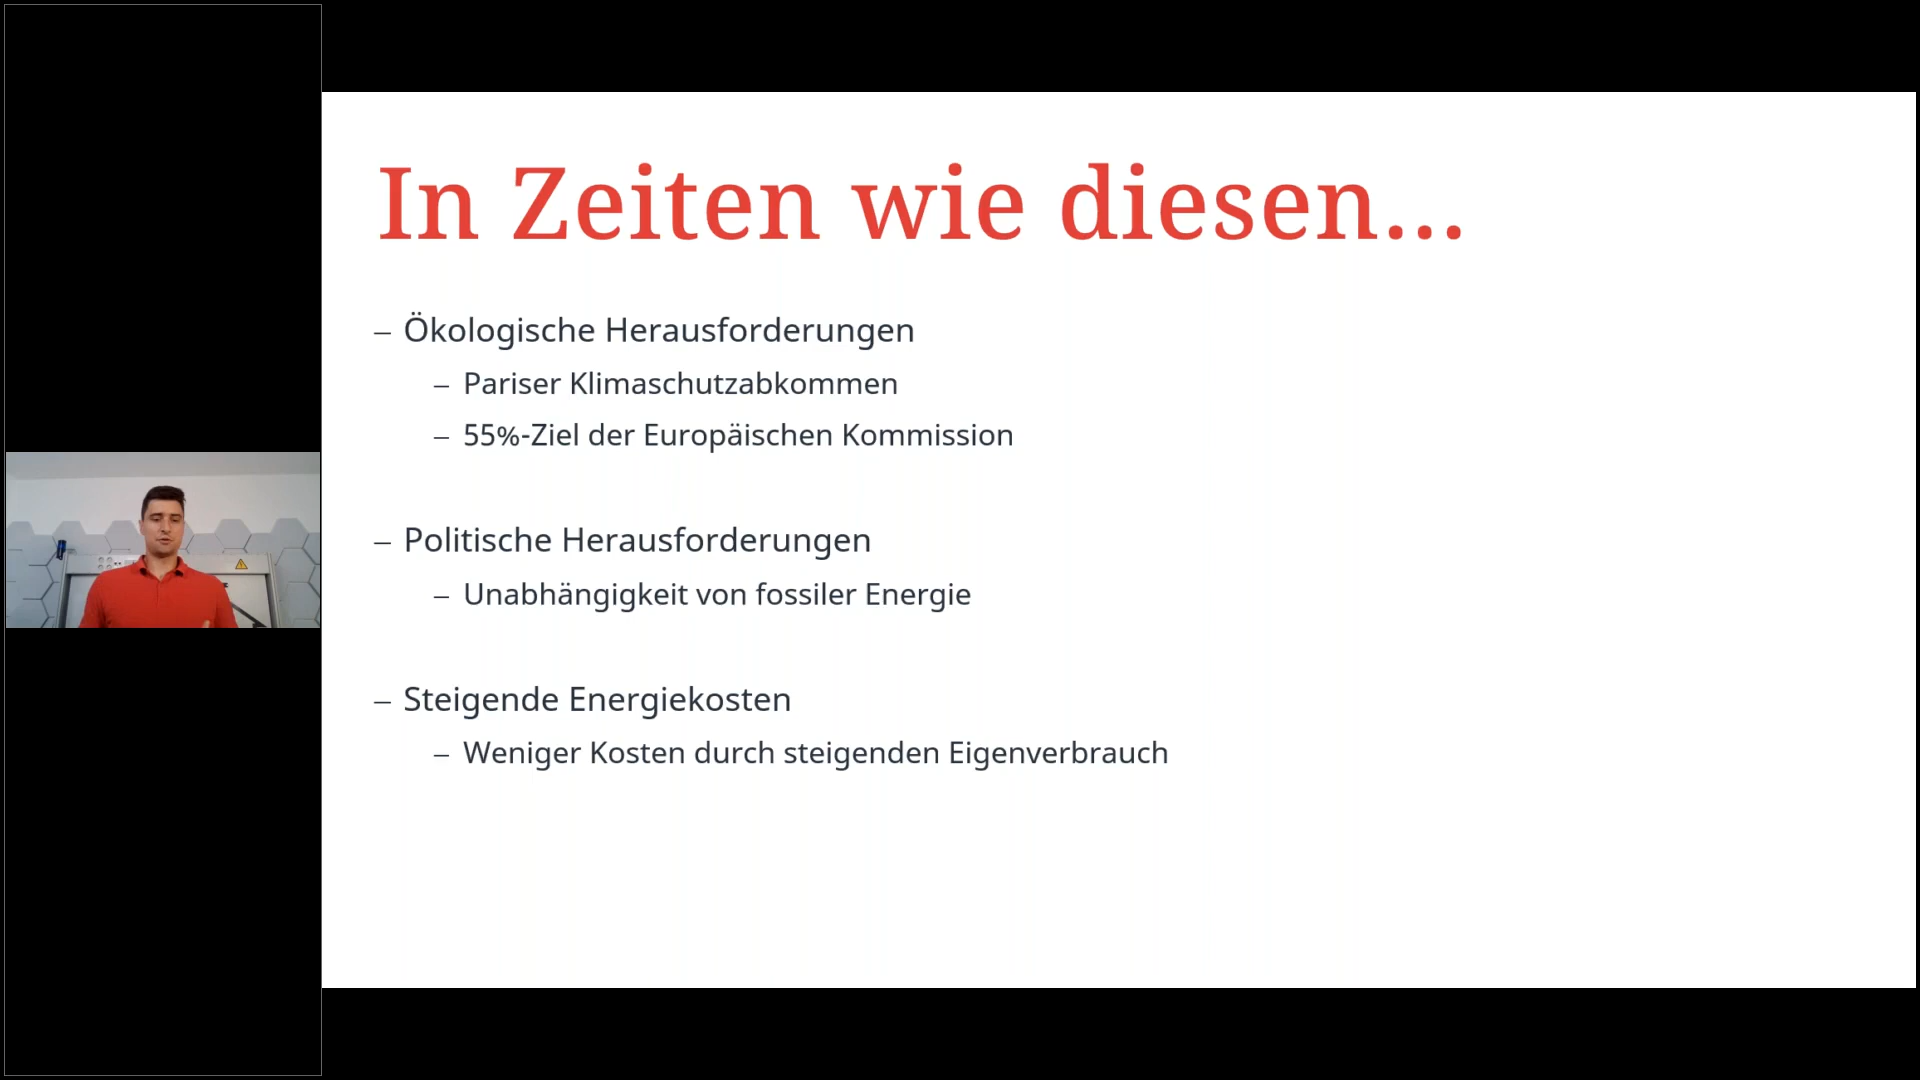 In Zeiten wie diesen...
– Ökologische Herausforderungen
– Pariser Klimaschutzabkommen
– 55%-Ziel der Europäischen Kommission
– Politische Herausforderungen
– Unabhängigkeit von fossiler Energie
– Steigende Energiekosten
– Weniger Kosten durch steigenden Eigenverbrauch